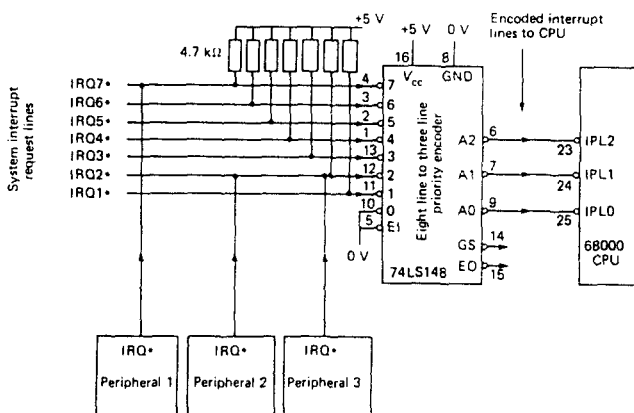 +5 V
4.7 kΩ
+5 V 0 V
Encoded interrupt
lines to CPU
16 8
Vcc GND
System interrupt
request lines
IRQ7* 4 7
IRQ6* 3 6
IRQ5* 2 5
IRQ4* 1 4
IRQ3* 13 3
IRQ2* 12 2
IRQ1* 11 1
10 0
5 EI
0 V
Eight line to three line
priority encoder
A2 6 23 IPL2
A1 7 24 IPL1
A0 9 25 IPL0
GS 14
EO 15
74LS148
68000
CPU
IRQ* IRQ* IRQ*
Peripheral 1 Peripheral 2 Peripheral 3